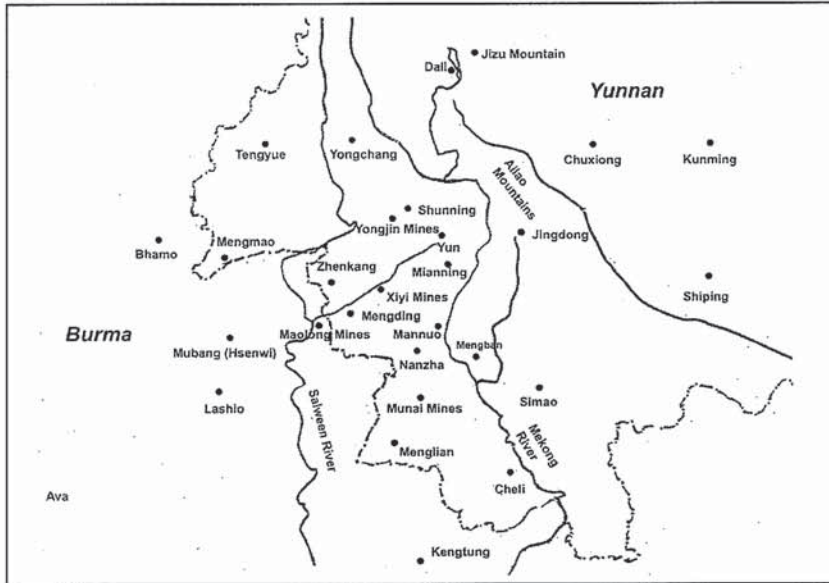 Jizu Mountain
Dali
Yunnan
Tengyue
Yongchang
Chuxiong
Kunming
Ailao
Mountains
Shunning
Yongjin Mines
Yun
Jingdong
Bhamo
Mengmao
Mianning
Zhenkang
Xiyi Mines
Shiping
Mengding
Burma
Maolong Mines
Mannuo
Mubang (Hsenwi)
Nanzha
Mengban
Lashio
Munai Mines
Simao
Salween River
Mekong
River
Menglian
Cheli
Ava
Kengtung